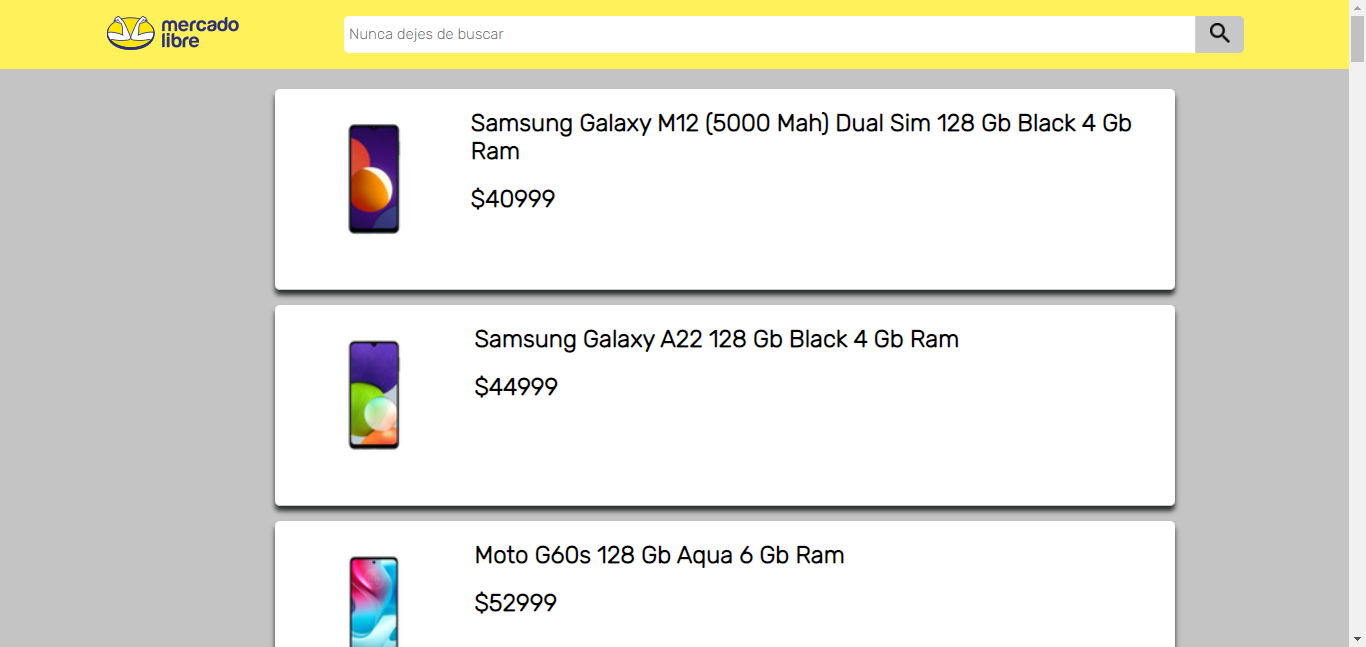 mercado
libre
Nunca dejes de buscar
Samsung Galaxy M12 (5000 Mah) Dual Sim 128 Gb Black 4 Gb
Ram
$40999
Samsung Galaxy A22 128 Gb Black 4 Gb Ram
$44999
Moto G60s 128 Gb Aqua 6 Gb Ram
$52999